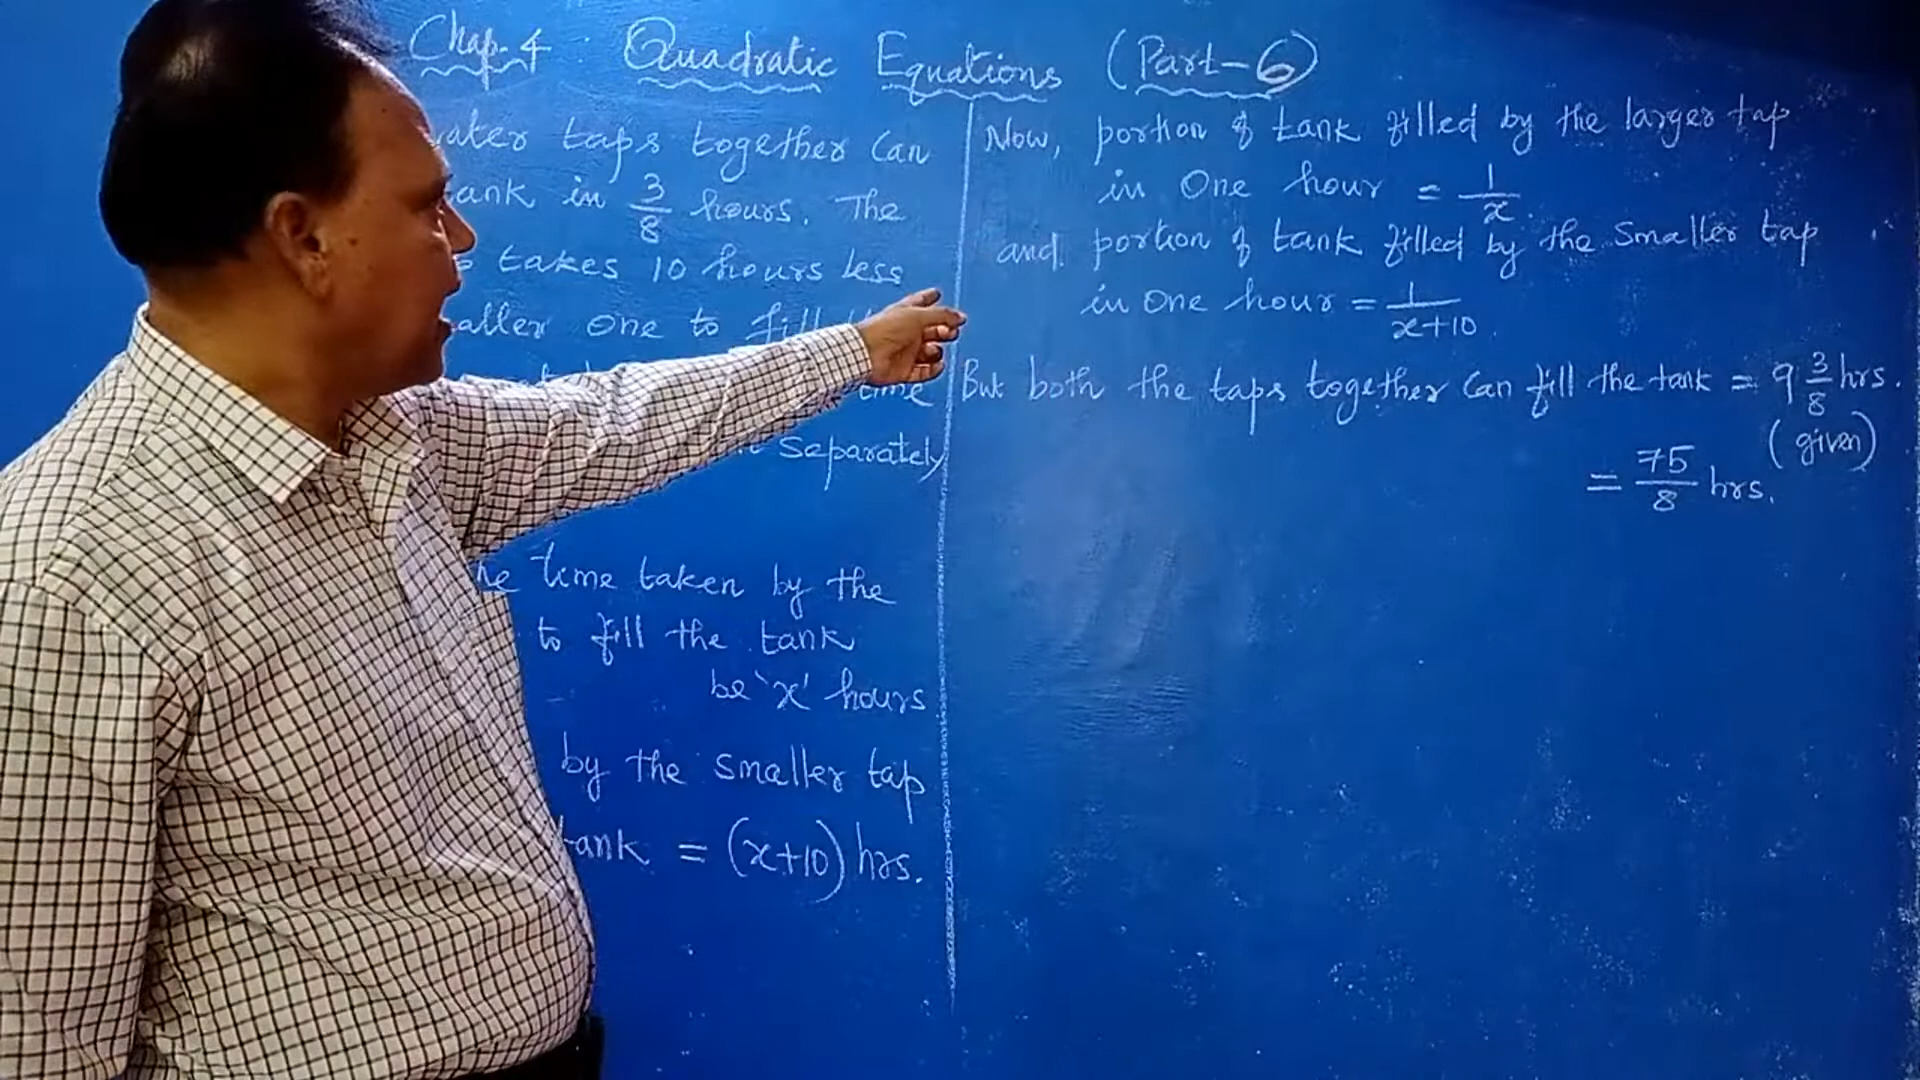 Chap-4 : Quadratic Equations (Part-6)
water taps together can
tank in 3/8 hours. The
takes 10 hours less
aller one to fill
time
separately
the time taken by the
to fill the tank
be 'x' hours
by the smaller tap
tank = (x+10) hrs.
Now, portion of tank filled by the larger tap
in one hour = 1/x.
and portion of tank filled by the smaller tap
in one hour = 1/x+10.
But both the taps together can fill the tank = 9 3/8 hrs.
(given)
= 75/8 hrs.